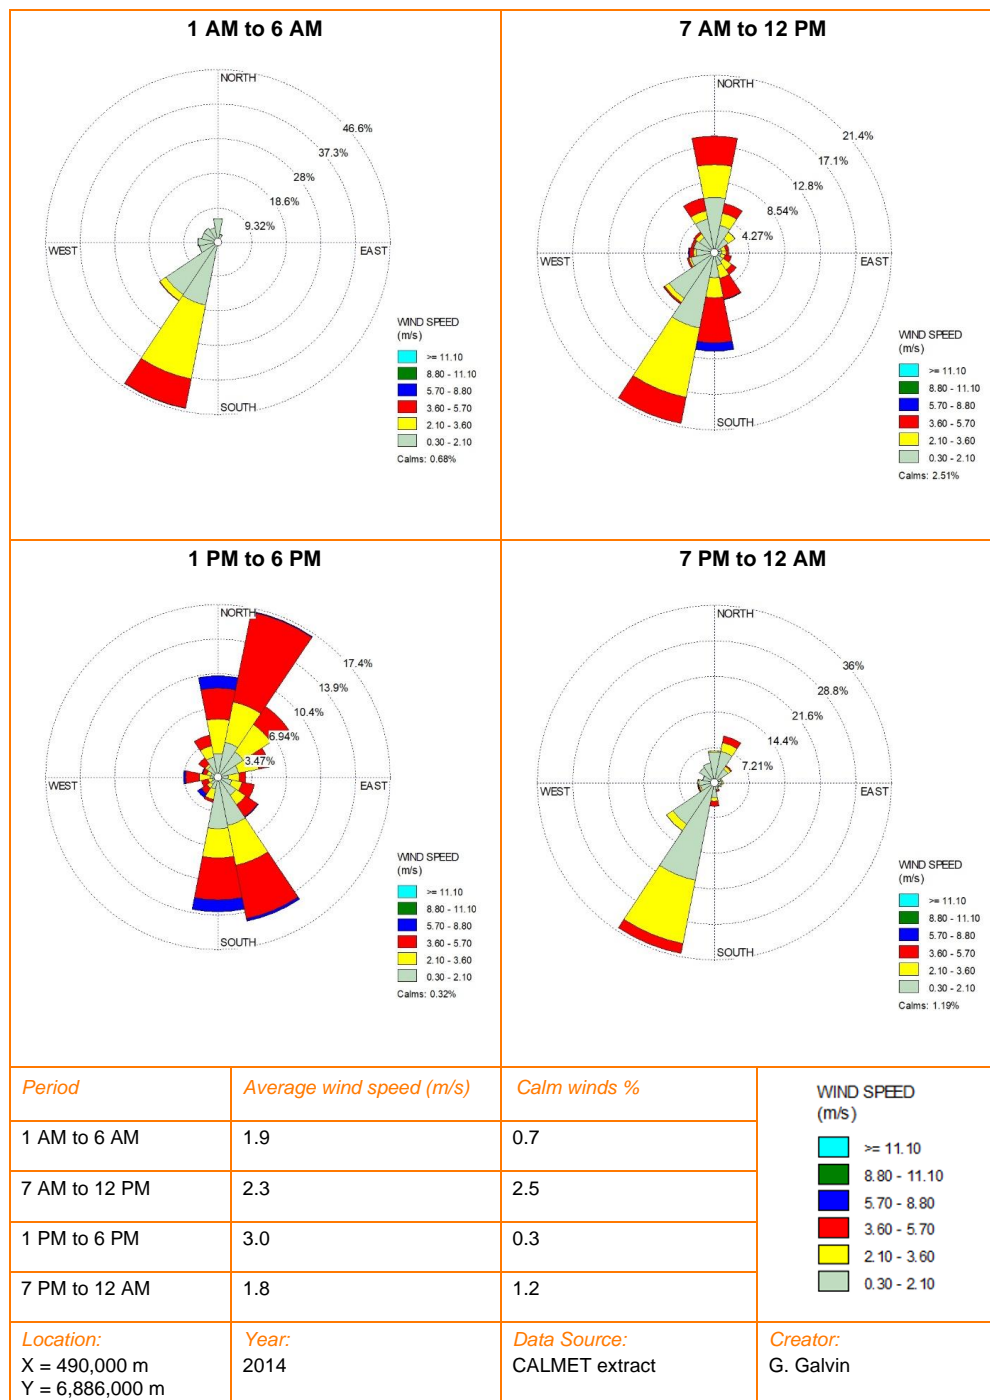 1 AM to 6 AM
NORTH
46.6%
37.3%
28%
18.6%
9.32%
WEST
EAST
SOUTH
WIND SPEED
(m/s)
>= 11.10
8.80 - 11.10
5.70 - 8.80
3.60 - 5.70
2.10 - 3.60
0.30 - 2.10
Calms: 0.68%
7 AM to 12 PM
NORTH
21.4%
17.1%
12.8%
8.54%
4.27%
WEST
EAST
SOUTH
WIND SPEED
(m/s)
>= 11.10
8.80 - 11.10
5.70 - 8.80
3.60 - 5.70
2.10 - 3.60
0.30 - 2.10
Calms: 2.51%
1 PM to 6 PM
NORTH
17.4%
13.9%
10.4%
6.94%
3.47%
WEST
EAST
SOUTH
WIND SPEED
(m/s)
>= 11.10
8.80 - 11.10
5.70 - 8.80
3.60 - 5.70
2.10 - 3.60
0.30 - 2.10
Calms: 0.32%
7 PM to 12 AM
NORTH
36%
28.8%
21.6%
14.4%
7.21%
WEST
EAST
SOUTH
WIND SPEED
(m/s)
>= 11.10
8.80 - 11.10
5.70 - 8.80
3.60 - 5.70
2.10 - 3.60
0.30 - 2.10
Calms: 1.19%
Period Average wind speed (m/s) Calm winds %
1 AM to 6 AM 1.9 0.7
7 AM to 12 PM 2.3 2.5
1 PM to 6 PM 3.0 0.3
7 PM to 12 AM 1.8 1.2
WIND SPEED
(m/s)
>= 11.10
8.80 - 11.10
5.70 - 8.80
3.60 - 5.70
2.10 - 3.60
0.30 - 2.10
Location: Year: Data Source: Creator:
X = 490,000 m 2014 CALMET extract G. Galvin
Y = 6,886,000 m